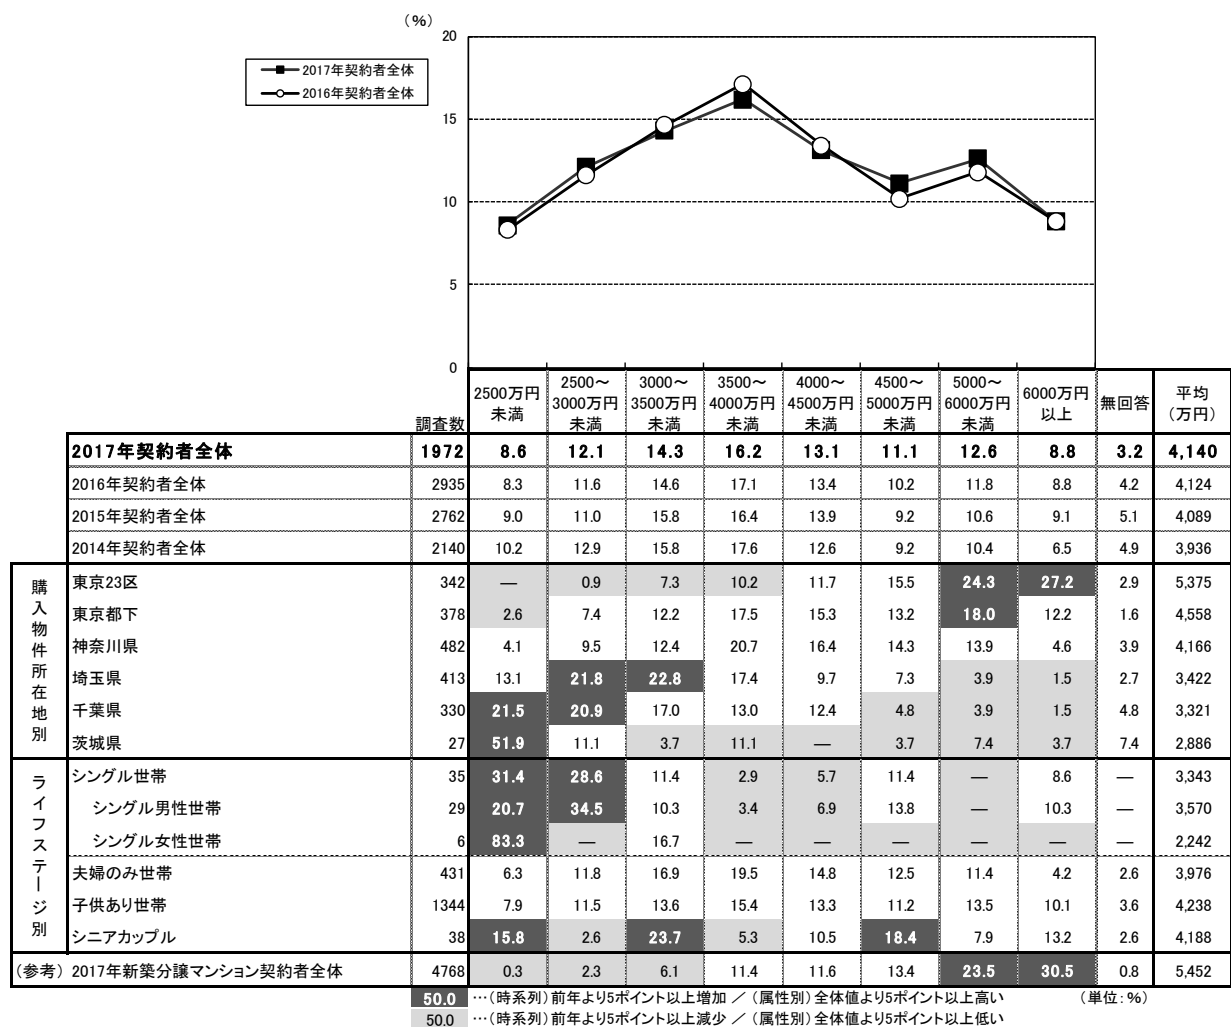 （％）
20
15
10
5
0
2017年契約者全体
2016年契約者全体
調査数 2500万円未満 2500～3000万円未満 3000～3500万円未満 3500～4000万円未満 4000～4500万円未満 4500～5000万円未満 5000～6000万円未満 6000万円以上 無回答 平均（万円）
2017年契約者全体 1972 8.6 12.1 14.3 16.2 13.1 11.1 12.6 8.8 3.2 4,140
2016年契約者全体 2935 8.3 11.6 14.6 17.1 13.4 10.2 11.8 8.8 4.2 4,124
2015年契約者全体 2762 9.0 11.0 15.8 16.4 13.9 9.2 10.6 9.1 5.1 4,089
2014年契約者全体 2140 10.2 12.9 15.8 17.6 12.6 9.2 10.4 6.5 4.9 3,936
購入物件所在地別
東京23区 342 ― 0.9 7.3 10.2 11.7 15.5 24.3 27.2 2.9 5,375
東京都下 378 2.6 7.4 12.2 17.5 15.3 13.2 18.0 12.2 1.6 4,558
神奈川県 482 4.1 9.5 12.4 20.7 16.4 14.3 13.9 4.6 3.9 4,166
埼玉県 413 13.1 21.8 22.8 17.4 9.7 7.3 3.9 1.5 2.7 3,422
千葉県 330 21.5 20.9 17.0 13.0 12.4 4.8 3.9 1.5 4.8 3,321
茨城県 27 51.9 11.1 3.7 11.1 ― 3.7 7.4 3.7 7.4 2,886
ライフステージ別
シングル世帯 35 31.4 28.6 11.4 2.9 5.7 11.4 ― 8.6 ― 3,343
シングル男性世帯 29 20.7 34.5 10.3 3.4 6.9 13.8 ― 10.3 ― 3,570
シングル女性世帯 6 83.3 ― 16.7 ― ― ― ― ― ― 2,242
夫婦のみ世帯 431 6.3 11.8 16.9 19.5 14.8 12.5 11.4 4.2 2.6 3,976
子供あり世帯 1344 7.9 11.5 13.6 15.4 13.3 11.2 13.5 10.1 3.6 4,238
シニアカップル 38 15.8 2.6 23.7 5.3 10.5 18.4 7.9 13.2 2.6 4,188
（参考） 2017年新築分譲マンション契約者全体 4768 0.3 2.3 6.1 11.4 11.6 13.4 23.5 30.5 0.8 5,452
50.0 …（時系列）前年より5ポイント以上増加 ／ （属性別）全体値より5ポイント以上高い （単位：％）
50.0 …（時系列）前年より5ポイント以上減少 ／ （属性別）全体値より5ポイント以上低い